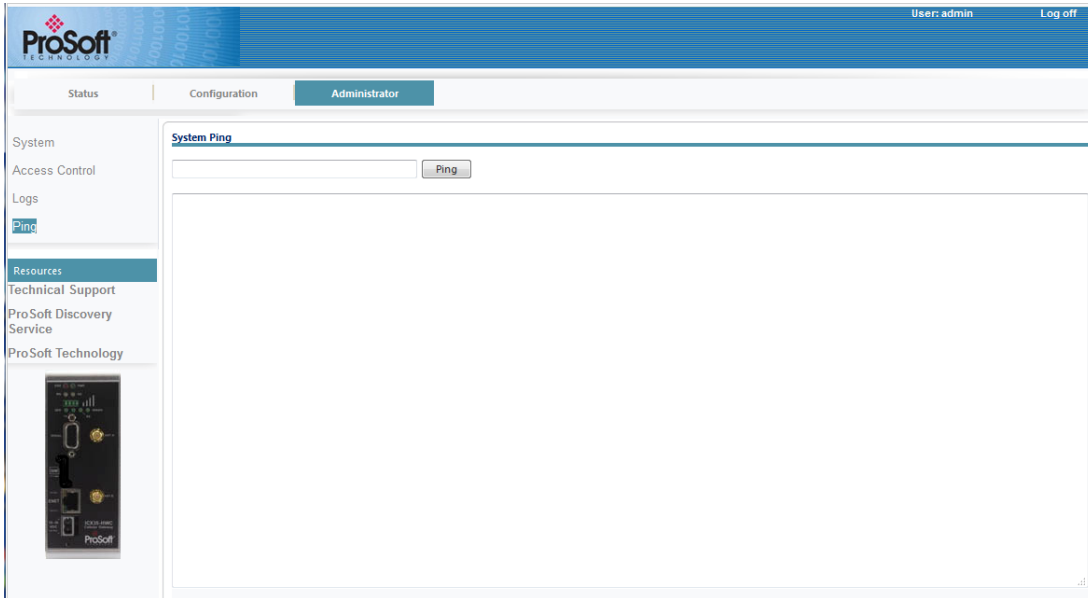 User: admin
Log off
ProSoft®
TECHNOLOGY
Status
Configuration
Administrator
System
Access Control
Logs
Ping
System Ping
Ping
Resources
Technical Support
ProSoft Discovery
Service
ProSoft Technology
ProSoft